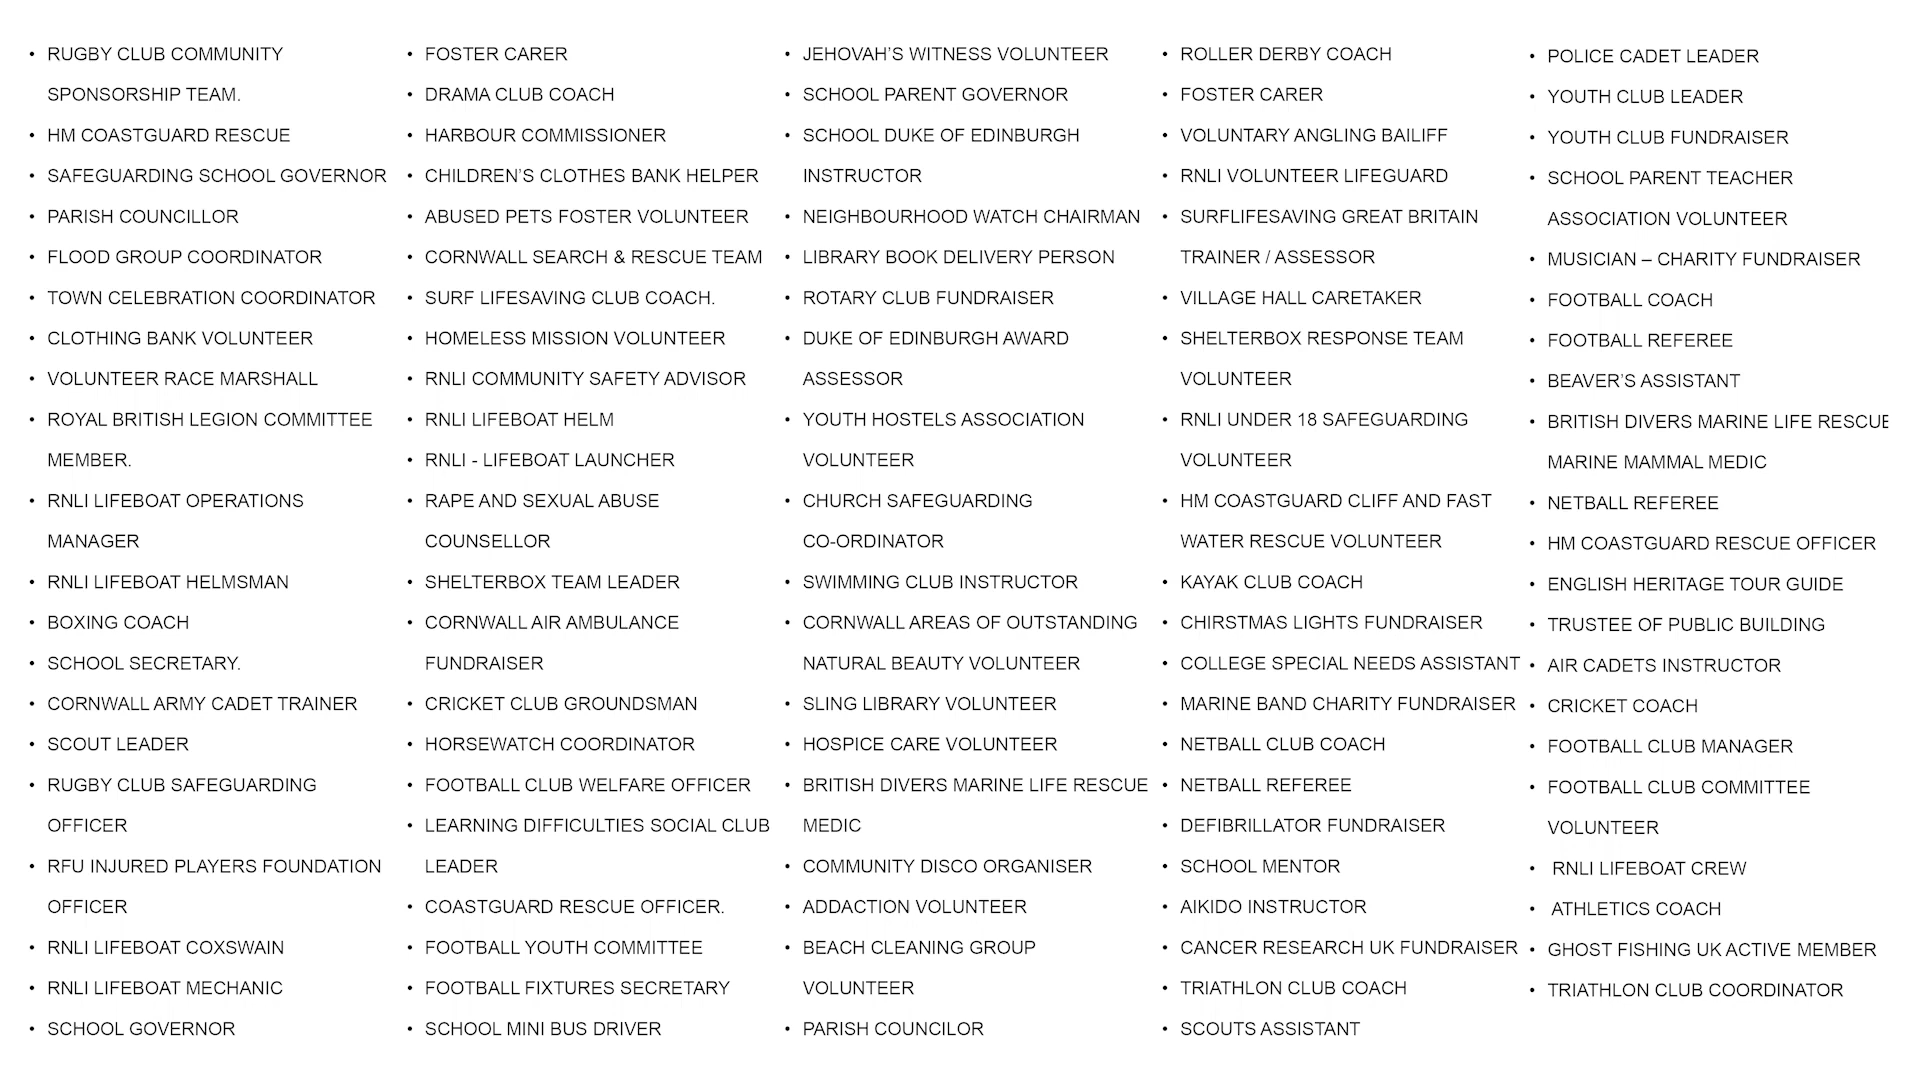 • RUGBY CLUB COMMUNITY
SPONSORSHIP TEAM.
• HM COASTGUARD RESCUE
• SAFEGUARDING SCHOOL GOVERNOR
• PARISH COUNCILLOR
• FLOOD GROUP COORDINATOR
• TOWN CELEBRATION COORDINATOR
• CLOTHING BANK VOLUNTEER
• VOLUNTEER RACE MARSHALL
• ROYAL BRITISH LEGION COMMITTEE
MEMBER.
• RNLI LIFEBOAT OPERATIONS
MANAGER
• RNLI LIFEBOAT HELMSMAN
• BOXING COACH
• SCHOOL SECRETARY.
• CORNWALL ARMY CADET TRAINER
• SCOUT LEADER
• RUGBY CLUB SAFEGUARDING
OFFICER
• RFU INJURED PLAYERS FOUNDATION
OFFICER
• RNLI LIFEBOAT COXSWAIN
• RNLI LIFEBOAT MECHANIC
• SCHOOL GOVERNOR
• FOSTER CARER
• DRAMA CLUB COACH
• HARBOUR COMMISSIONER
• CHILDREN’S CLOTHES BANK HELPER
• ABUSED PETS FOSTER VOLUNTEER
• CORNWALL SEARCH & RESCUE TEAM
• SURF LIFESAVING CLUB COACH.
• HOMELESS MISSION VOLUNTEER
• RNLI COMMUNITY SAFETY ADVISOR
• RNLI LIFEBOAT HELM
• RNLI - LIFEBOAT LAUNCHER
• RAPE AND SEXUAL ABUSE
COUNSELLOR
• SHELTERBOX TEAM LEADER
• CORNWALL AIR AMBULANCE
FUNDRAISER
• CRICKET CLUB GROUNDSMAN
• HORSEWATCH COORDINATOR
• FOOTBALL CLUB WELFARE OFFICER
• LEARNING DIFFICULTIES SOCIAL CLUB
LEADER
• COASTGUARD RESCUE OFFICER.
• FOOTBALL YOUTH COMMITTEE
• FOOTBALL FIXTURES SECRETARY
• SCHOOL MINI BUS DRIVER
• JEHOVAH’S WITNESS VOLUNTEER
• SCHOOL PARENT GOVERNOR
• SCHOOL DUKE OF EDINBURGH
INSTRUCTOR
• NEIGHBOURHOOD WATCH CHAIRMAN
• LIBRARY BOOK DELIVERY PERSON
• ROTARY CLUB FUNDRAISER
• DUKE OF EDINBURGH AWARD
ASSESSOR
• YOUTH HOSTELS ASSOCIATION
VOLUNTEER
• CHURCH SAFEGUARDING
CO-ORDINATOR
• SWIMMING CLUB INSTRUCTOR
• CORNWALL AREAS OF OUTSTANDING
NATURAL BEAUTY VOLUNTEER
• SLING LIBRARY VOLUNTEER
• HOSPICE CARE VOLUNTEER
• BRITISH DIVERS MARINE LIFE RESCUE
MEDIC
• COMMUNITY DISCO ORGANISER
• ADDACTION VOLUNTEER
• BEACH CLEANING GROUP
VOLUNTEER
• PARISH COUNCILOR
• ROLLER DERBY COACH
• FOSTER CARER
• VOLUNTARY ANGLING BAILIFF
• RNLI VOLUNTEER LIFEGUARD
• SURFLIFESAVING GREAT BRITAIN
TRAINER / ASSESSOR
• VILLAGE HALL CARETAKER
• SHELTERBOX RESPONSE TEAM
VOLUNTEER
• RNLI UNDER 18 SAFEGUARDING
VOLUNTEER
• HM COASTGUARD CLIFF AND FAST
WATER RESCUE VOLUNTEER
• KAYAK CLUB COACH
• CHIRSTMAS LIGHTS FUNDRAISER
• COLLEGE SPECIAL NEEDS ASSISTANT
• MARINE BAND CHARITY FUNDRAISER
• NETBALL CLUB COACH
• NETBALL REFEREE
• DEFIBRILLATOR FUNDRAISER
• SCHOOL MENTOR
• AIKIDO INSTRUCTOR
• CANCER RESEARCH UK FUNDRAISER
• TRIATHLON CLUB COACH
• SCOUTS ASSISTANT
• POLICE CADET LEADER
• YOUTH CLUB LEADER
• YOUTH CLUB FUNDRAISER
• SCHOOL PARENT TEACHER
ASSOCIATION VOLUNTEER
• MUSICIAN – CHARITY FUNDRAISER
• FOOTBALL COACH
• FOOTBALL REFEREE
• BEAVER’S ASSISTANT
• BRITISH DIVERS MARINE LIFE RESCUE
MARINE MAMMAL MEDIC
• NETBALL REFEREE
• HM COASTGUARD RESCUE OFFICER
• ENGLISH HERITAGE TOUR GUIDE
• TRUSTEE OF PUBLIC BUILDING
• AIR CADETS INSTRUCTOR
• CRICKET COACH
• FOOTBALL CLUB MANAGER
• FOOTBALL CLUB COMMITTEE
VOLUNTEER
• RNLI LIFEBOAT CREW
• ATHLETICS COACH
• GHOST FISHING UK ACTIVE MEMBER
• TRIATHLON CLUB COORDINATOR